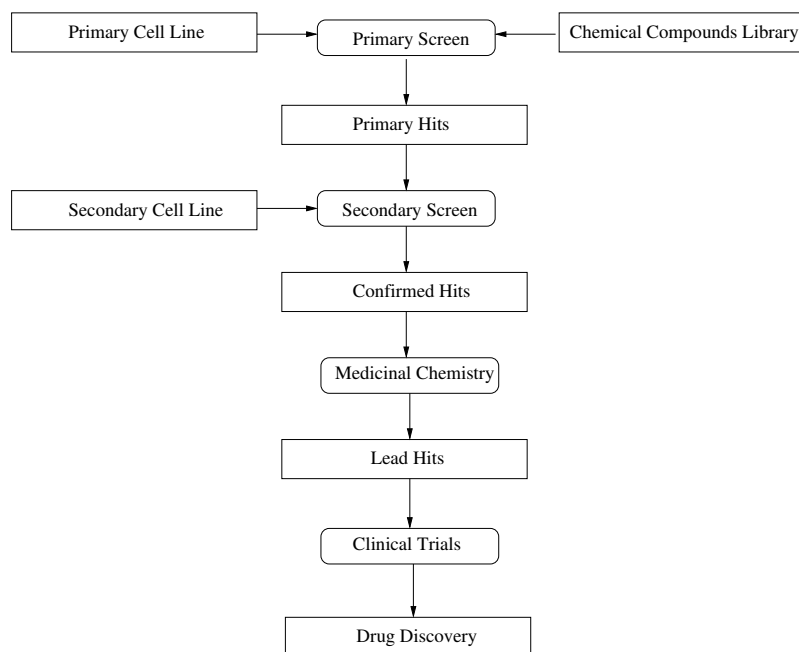 Primary Cell Line
Primary Screen
Chemical Compounds Library
Primary Hits
Secondary Cell Line
Secondary Screen
Confirmed Hits
Medicinal Chemistry
Lead Hits
Clinical Trials
Drug Discovery